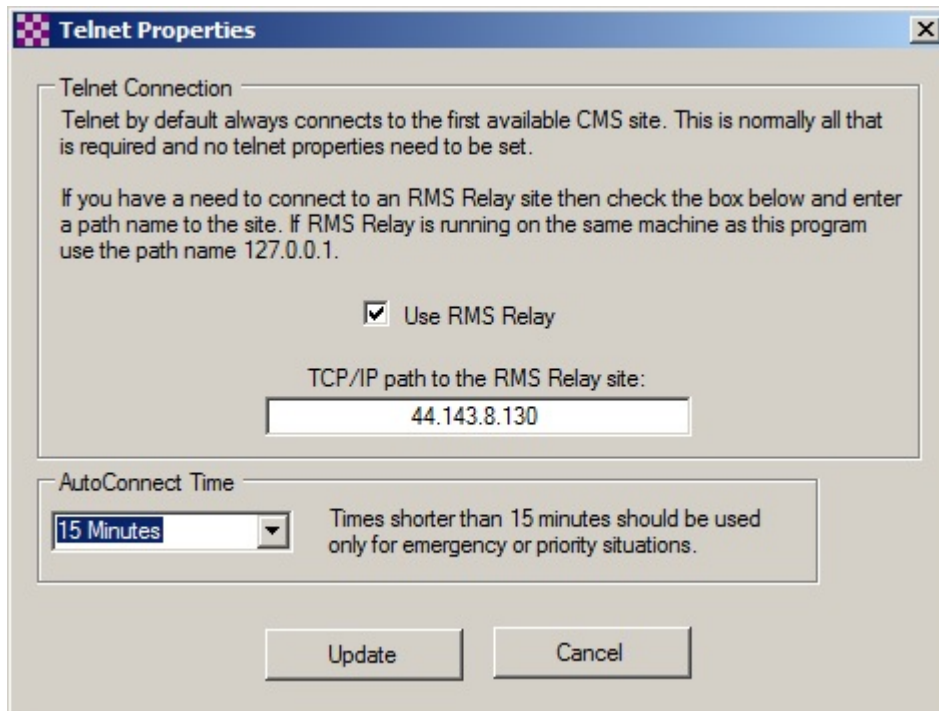 Telnet Properties
Telnet Connection
Telnet by default always connects to the first available CMS site. This is normally all that
is required and no telnet properties need to be set.
If you have a need to connect to an RMS Relay site then check the box below and enter
a path name to the site. If RMS Relay is running on the same machine as this program
use the path name 127.0.0.1.
Use RMS Relay
TCP/IP path to the RMS Relay site:
44.143.8.130
AutoConnect Time
15 Minutes
Times shorter than 15 minutes should be used
only for emergency or priority situations.
Update
Cancel